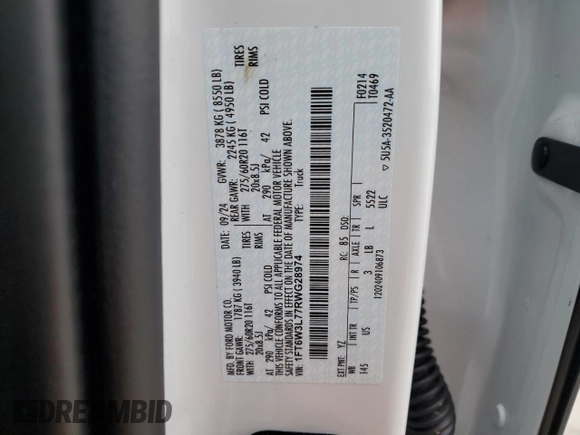 MFD. BY FORD MOTOR CO.
DATE: 09/24 GVWR: 3878 KG ( 8550 LB)
FRONT GAWR: 1787 KG ( 3940 LB) REAR GAWR: 2245 KG ( 4950 LB)
WITH 275/60R20 116T TIRES WITH 275/60R20 116T TIRES
20x8.5J RIMS 20x8.5J RIMS
AT 290 kPa/ 42 PSI COLD AT 290 kPa/ 42 PSI COLD
THIS VEHICLE CONFORMS TO ALL APPLICABLE FEDERAL MOTOR VEHICLE
SAFETY STANDARDS IN EFFECT ON THE DATE OF MANUFACTURE SHOWN ABOVE.
VIN: 1FT6W3L77RWG28974 TYPE: Truck
F0214
T0469
EXT PNT: YZ RC: B5 DSO:
WB INT TR TP/PS R AXLE TR SPR
145 US 3 LB L 5522
ULC
1202409106873 5U5A-3520472-AA
DREAMBID